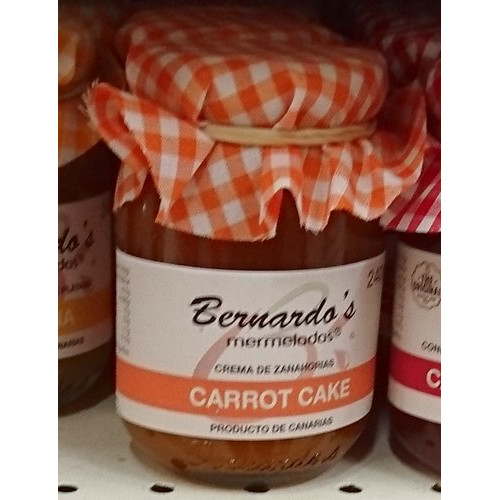 Bernardo's
mermeladas®
CREMA DE ZANAHORIAS
CARROT CAKE
PRODUCTO DE CANARIAS